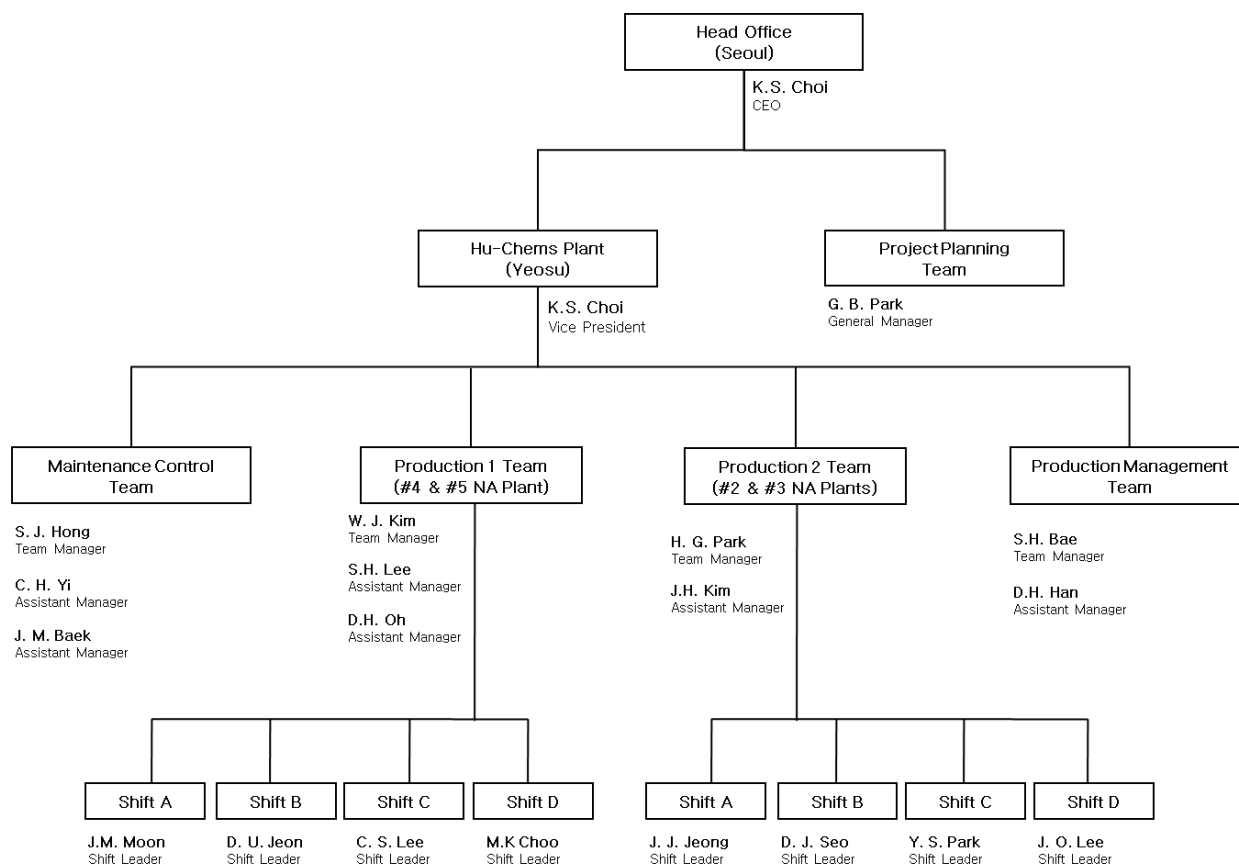 Head Office
(Seoul)
K.S. Choi
CEO
Hu-Chems Plant
(Yeosu)
K.S. Choi
Vice President
Project Planning
Team
G. B. Park
General Manager
Maintenance Control
Team
S. J. Hong
Team Manager
C. H. Yi
Assistant Manager
J. M. Baek
Assistant Manager
Production 1 Team
(#4 & #5 NA Plant)
W. J. Kim
Team Manager
S.H. Lee
Assistant Manager
D.H. Oh
Assistant Manager
Production 2 Team
(#2 & #3 NA Plants)
H. G. Park
Team Manager
J.H. Kim
Assistant Manager
Production Management
Team
S.H. Bae
Team Manager
D.H. Han
Assistant Manager
Shift A
J.M. Moon
Shift Leader
Shift B
D. U. Jeon
Shift Leader
Shift C
C. S. Lee
Shift Leader
Shift D
M.K Choo
Shift Leader
Shift A
J. J. Jeong
Shift Leader
Shift B
D. J. Seo
Shift Leader
Shift C
Y. S. Park
Shift Leader
Shift D
J. O. Lee
Shift Leader